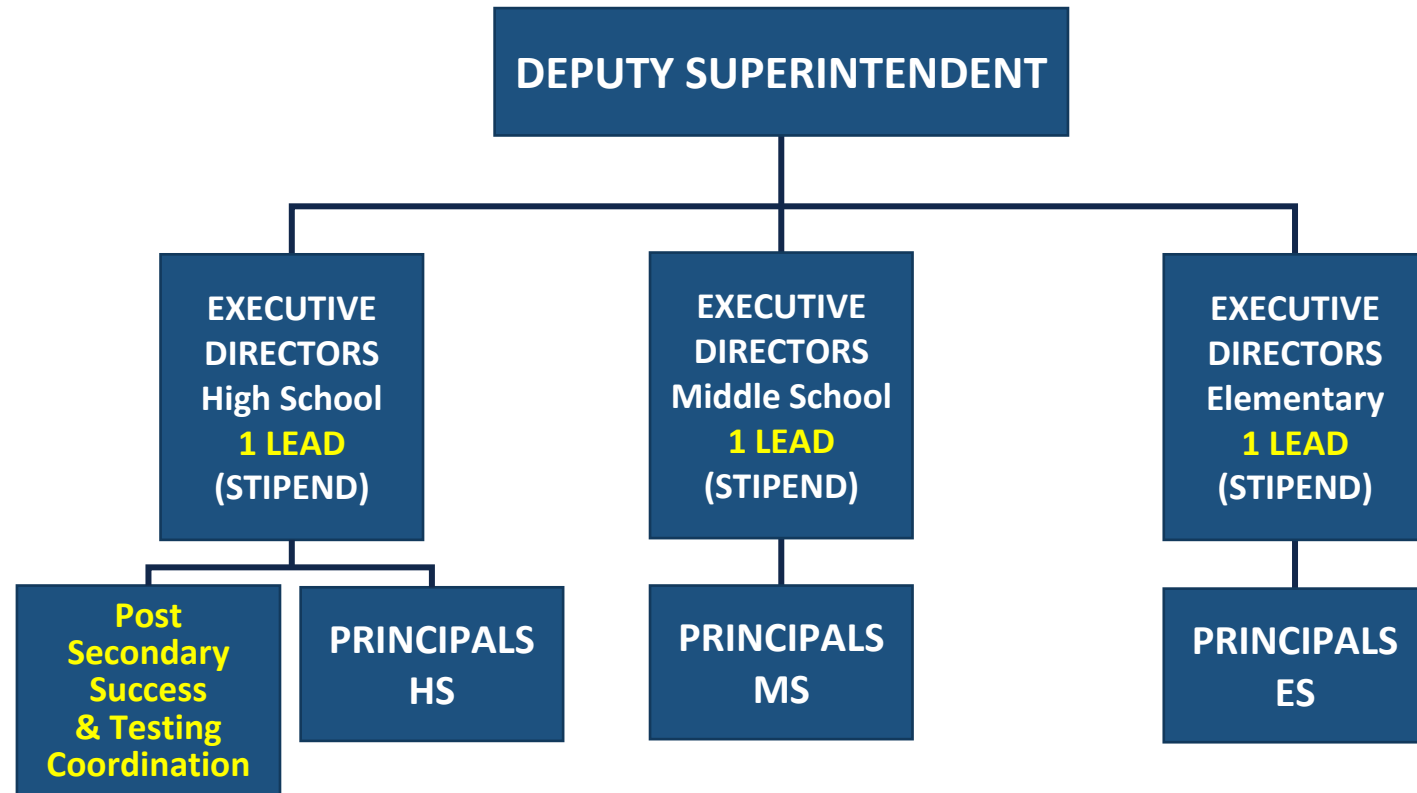 DEPUTY SUPERINTENDENT
EXECUTIVE
DIRECTORS
High School
1 LEAD
(STIPEND)
EXECUTIVE
DIRECTORS
Middle School
1 LEAD
(STIPEND)
EXECUTIVE
DIRECTORS
Elementary
1 LEAD
(STIPEND)
Post
Secondary
Success
& Testing
Coordination
PRINCIPALS
HS
PRINCIPALS
MS
PRINCIPALS
ES